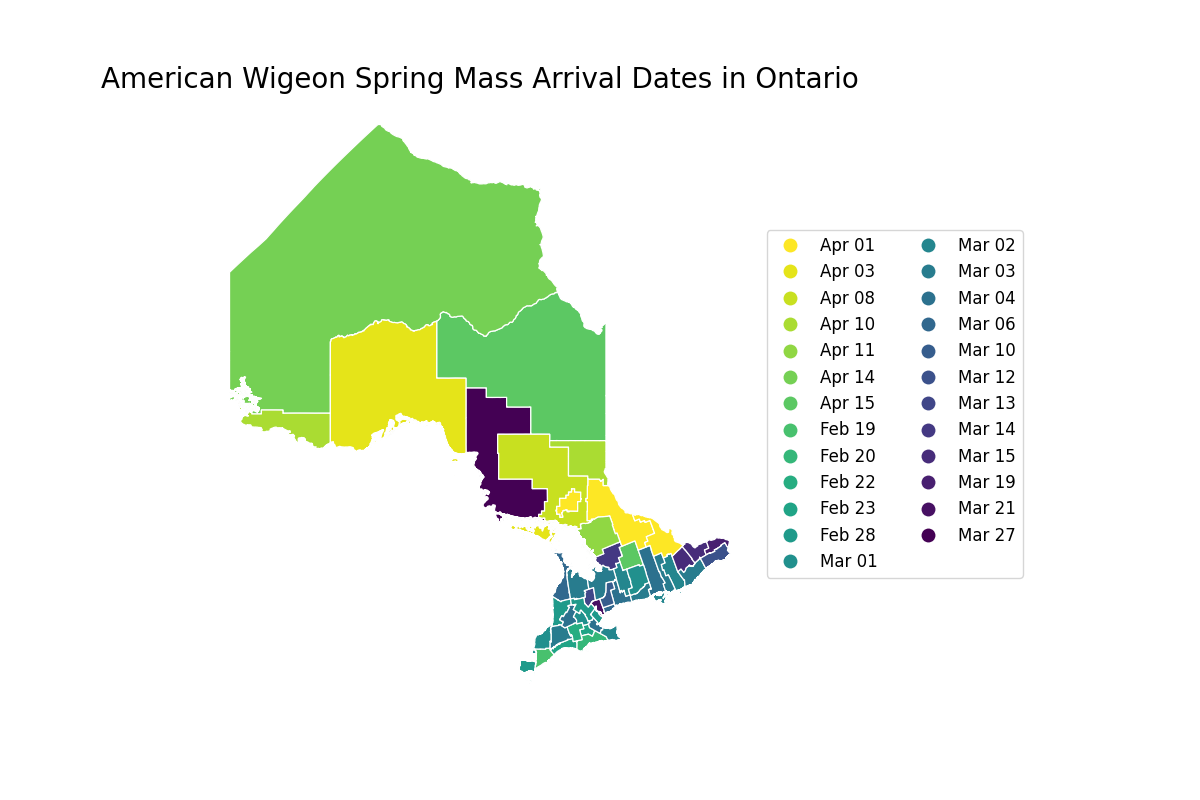 American Wigeon Spring Mass Arrival Dates in Ontario
Apr 01
Apr 03
Apr 08
Apr 10
Apr 11
Apr 14
Apr 15
Feb 19
Feb 20
Feb 22
Feb 23
Feb 28
Mar 01
Mar 02
Mar 03
Mar 04
Mar 06
Mar 10
Mar 12
Mar 13
Mar 14
Mar 15
Mar 19
Mar 21
Mar 27